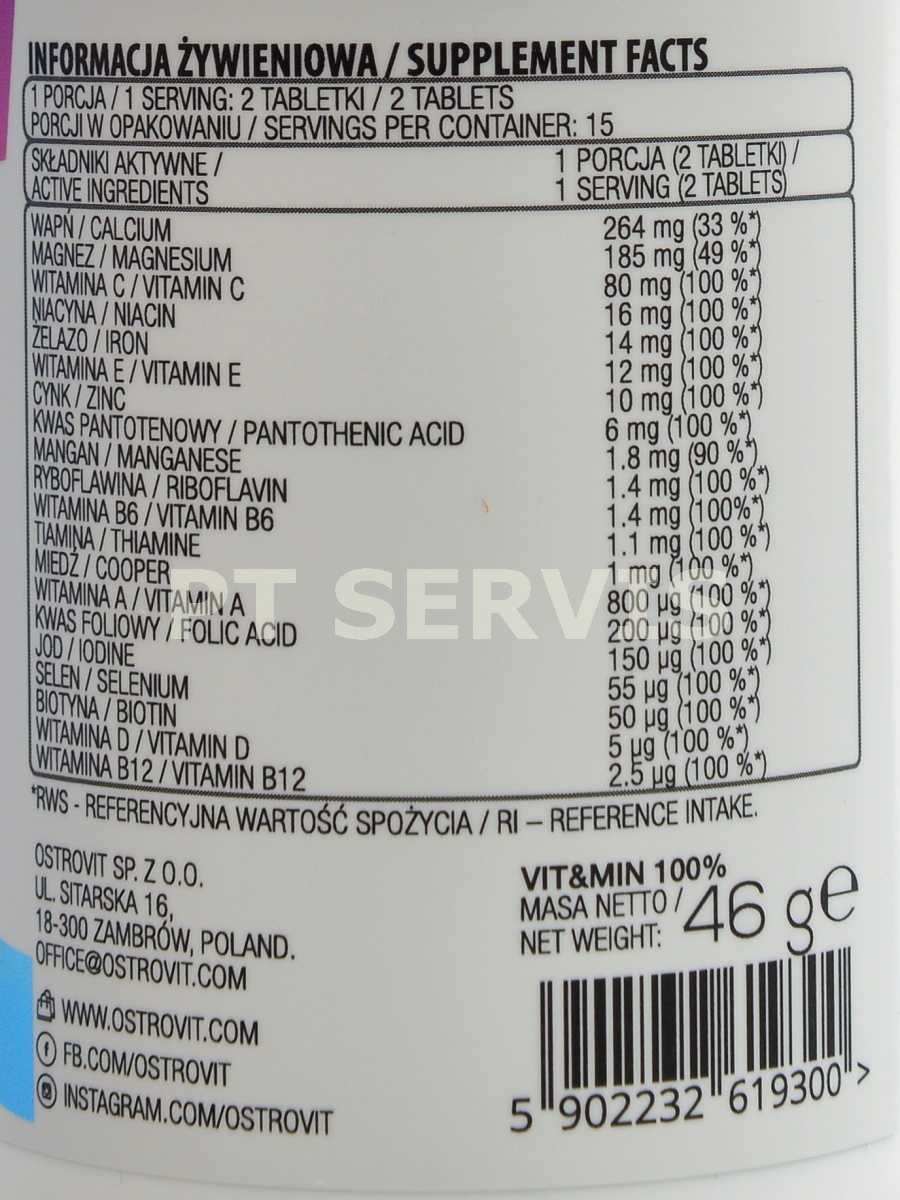 INFORMACJA ŻYWIENIOWA / SUPPLEMENT FACTS
1 PORCJA / 1 SERVING: 2 TABLETKI / 2 TABLETS
PORCJI W OPAKOWANIU / SERVINGS PER CONTAINER: 15
SKŁADNIKI AKTYWNE / 1 PORCJA (2 TABLETKI) /
ACTIVE INGREDIENTS 1 SERVING (2 TABLETS)
WAPŃ / CALCIUM 264 mg (33 %*)
MAGNEZ / MAGNESIUM 185 mg (49 %*)
WITAMINA C / VITAMIN C 80 mg (100 %*)
NIACYNA / NIACIN 16 mg (100 %*)
ŻELAZO / IRON 14 mg (100 %*)
WITAMINA E / VITAMIN E 12 mg (100 %*)
CYNK / ZINC 10 mg (100 %*)
KWAS PANTOTENOWY / PANTOTHENIC ACID 6 mg (100 %*)
MANGAN / MANGANESE 1.8 mg (90 %*)
RYBOFLAWINA / RIBOFLAVIN 1.4 mg (100 %*)
WITAMINA B6 / VITAMIN B6 1.4 mg (100%*)
TIAMINA / THIAMINE 1.1 mg (100 %*)
MIEDŹ / COOPER 1 mg (100 %*)
WITAMINA A / VITAMIN A 800 µg (100 %*)
KWAS FOLIOWY / FOLIC ACID 200 µg (100 %*)
JOD / IODINE 150 µg (100 %*)
SELEN / SELENIUM 55 µg (100 %*)
BIOTYNA / BIOTIN 50 µg (100 %*)
WITAMINA D / VITAMIN D 5 µg (100 %*)
WITAMINA B12 / VITAMIN B12 2.5 µg (100 %*)
*RWS - REFERENCYJNA WARTOŚĆ SPOŻYCIA / RI – REFERENCE INTAKE.
PT SERVIS
OSTROVIT SP. Z O.O.
UL. SITARSKA 16,
18-300 ZAMBRÓW, POLAND.
OFFICE@OSTROVIT.COM
WWW.OSTROVIT.COM
FB.COM/OSTROVIT
INSTAGRAM.COM/OSTROVIT
VIT&MIN 100%
MASA NETTO /
NET WEIGHT: 46 g e
5 902232 619300 >